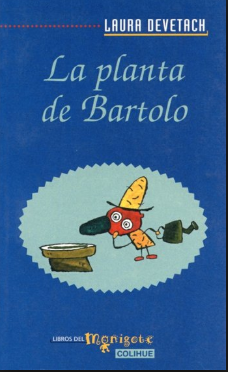 LAURA DEVETACH
La planta
de Bartolo
LIBROS DEL Monigote
COLIHUE